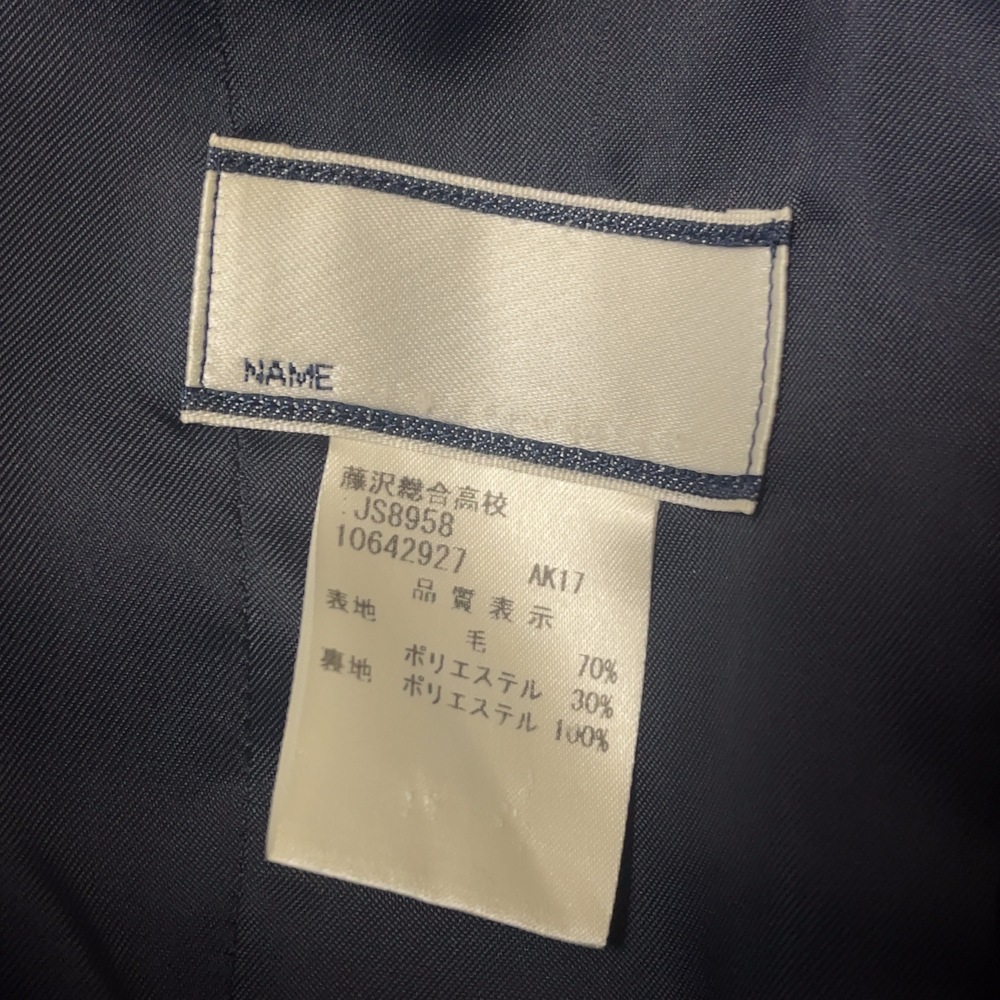 NAME
藤沢総合高校
:JS8958
10642927 AK17
品質表示
表地 毛 70%
ポリエステル 30%
裏地 ポリエステル 100%